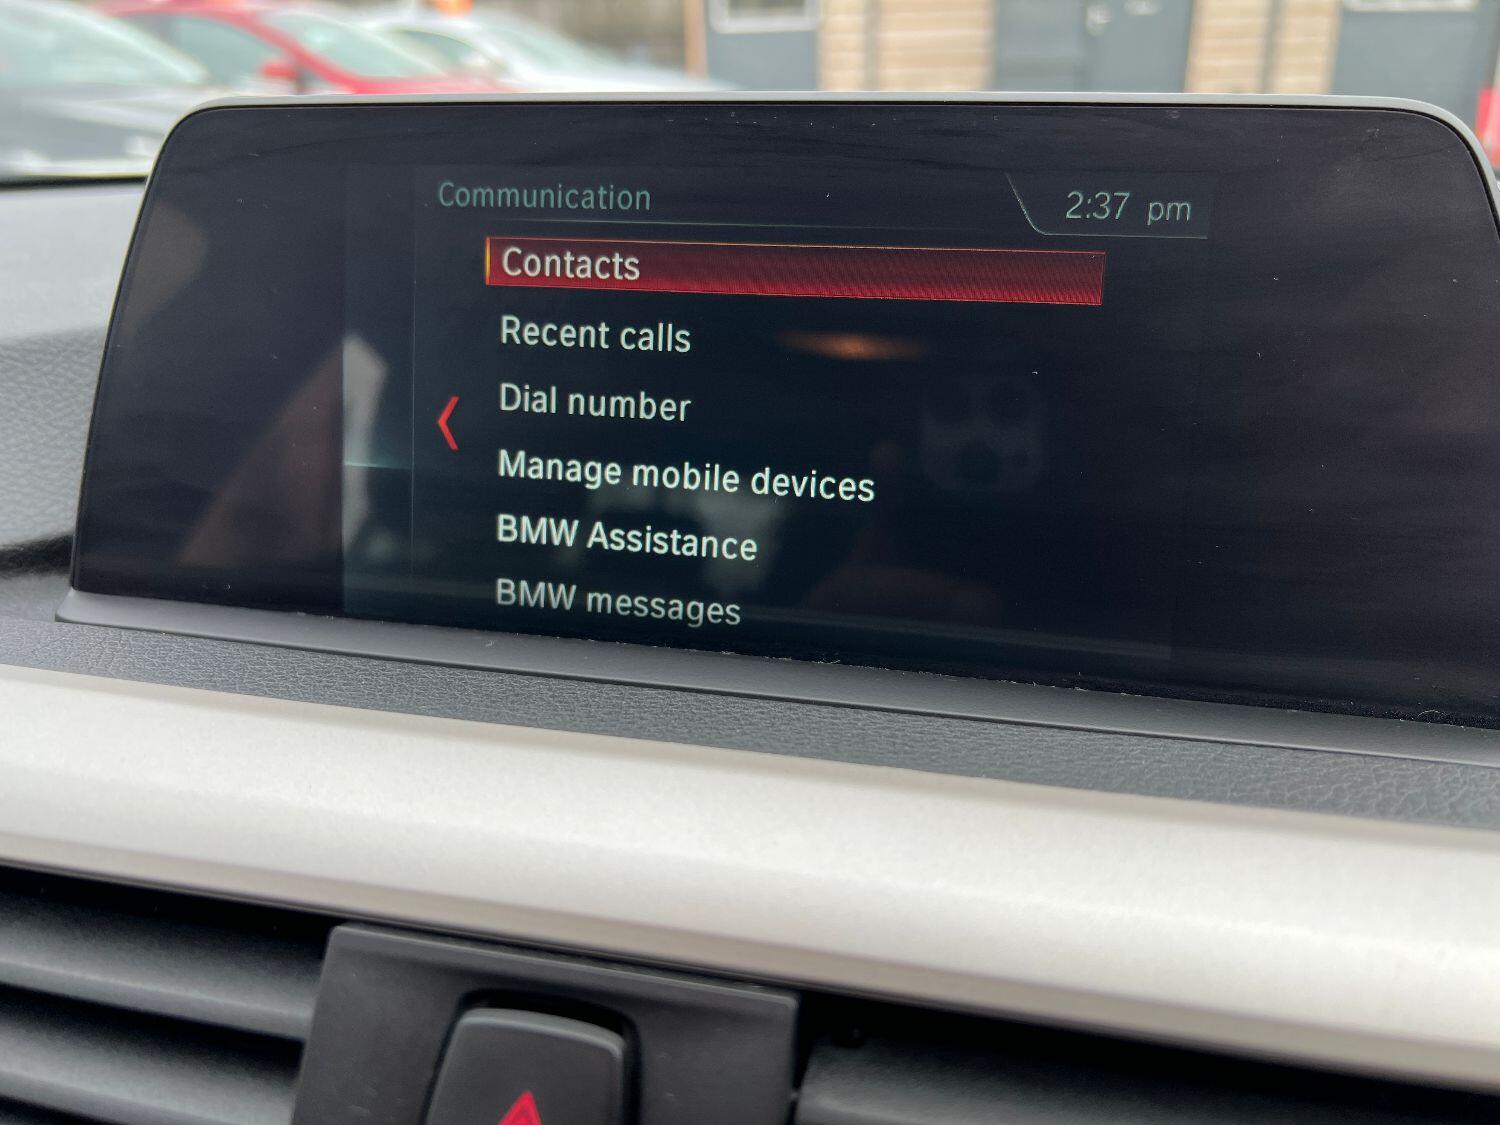 Communication
2:37 pm
Contacts
Recent calls
Dial number
Manage mobile devices
BMW Assistance
BMW messages